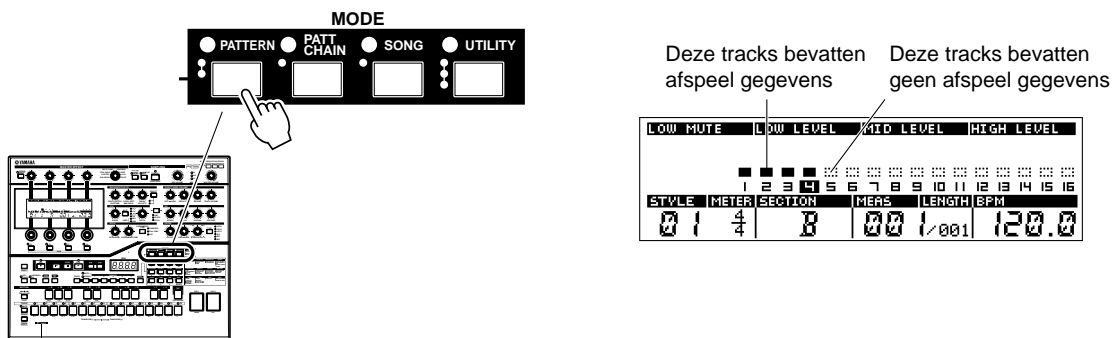 MODE
PATTERN
PATT
CHAIN
SONG
UTILITY
YAMAHA
Deze tracks bevatten
afspeel gegevens
Deze tracks bevatten
geen afspeel gegevens
LOW MUTE LOW LEVEL MID LEVEL HIGH LEVEL
1 2 3 4 5 6 7 8 9 10 11 12 13 14 15 16
STYLE METER SECTION MEAS LENGTH BPM
01 4/4 B 001/001 120.0